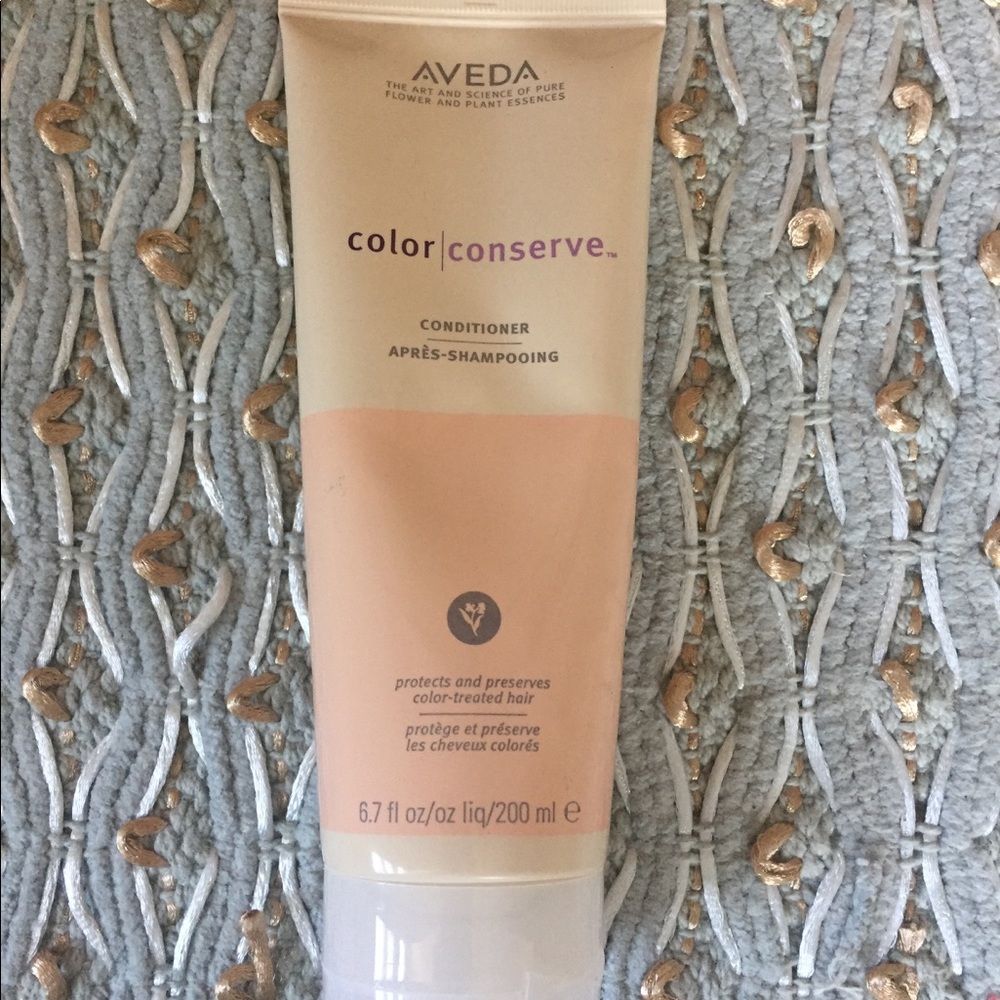 AVEDA
THE ART AND SCIENCE OF PURE
FLOWER AND PLANT ESSENCES
color|conserve™
CONDITIONER
APRÈS-SHAMPOOING
protects and preserves
color-treated hair
protège et préserve
les cheveux colorés
6.7 fl oz/oz liq/200 ml ℮